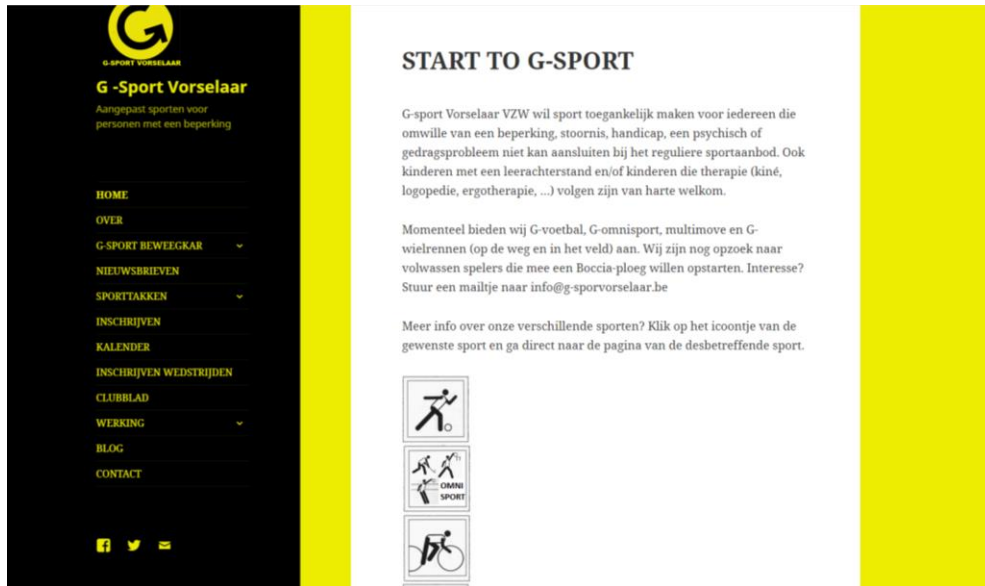 G-SPORT VORSELAAR
G -Sport Vorselaar
Aangepast sporten voor
personen met een beperking
HOME
OVER
G-SPORT BEWEEGKAR
NIEUWSBRIEVEN
SPORTTAKKEN
INSCHRIJVEN
KALENDER
INSCHRIJVEN WEDSTRIJDEN
CLUBBLAD
WERKING
BLOG
CONTACT
START TO G-SPORT
G-sport Vorselaar VZW wil sport toegankelijk maken voor iedereen die
omwille van een beperking, stoornis, handicap, een psychisch of
gedragsprobleem niet kan aansluiten bij het reguliere sportaanbod. Ook
kinderen met een leerachterstand en/of kinderen die therapie (kiné,
logopedie, ergotherapie, ...) volgen zijn van harte welkom.
Momenteel bieden wij G-voetbal, G-omnisport, multimove en G-
wielrennen (op de weg en in het veld) aan. Wij zijn nog opzoek naar
volwassen spelers die mee een Boccia-ploeg willen opstarten. Interesse?
Stuur een mailtje naar info@g-sporvorselaar.be
Meer info over onze verschillende sporten? Klik op het icoontje van de
gewenste sport en ga direct naar de pagina van de desbetreffende sport.
OMNI
SPORT